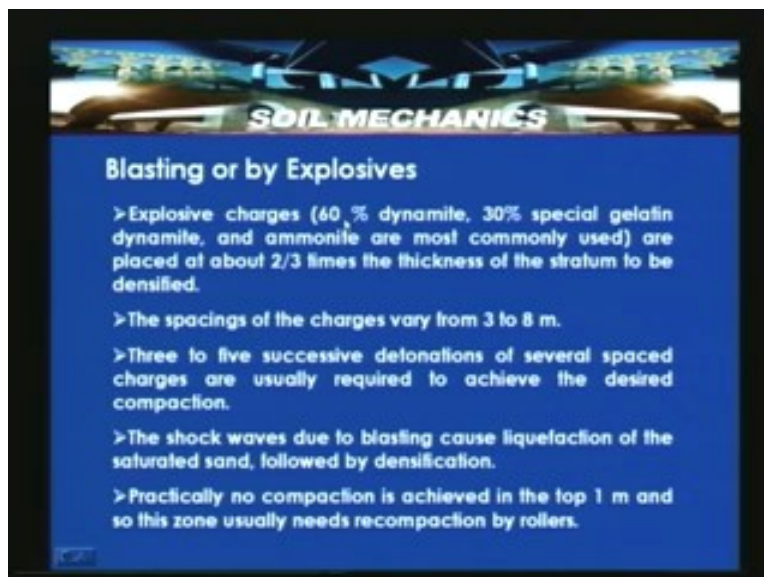 SOIL MECHANICS
Blasting or by Explosives
➢Explosive charges (60 % dynamite, 30% special gelatin
dynamite, and ammonite are most commonly used) are
placed at about 2/3 times the thickness of the stratum to be
densified.
➢The spacings of the charges vary from 3 to 8 m.
➢Three to five successive detonations of several spaced
charges are usually required to achieve the desired
compaction.
➢The shock waves due to blasting cause liquefaction of the
saturated sand, followed by densification.
➢Practically no compaction is achieved in the top 1 m and
so this zone usually needs recompaction by rollers.